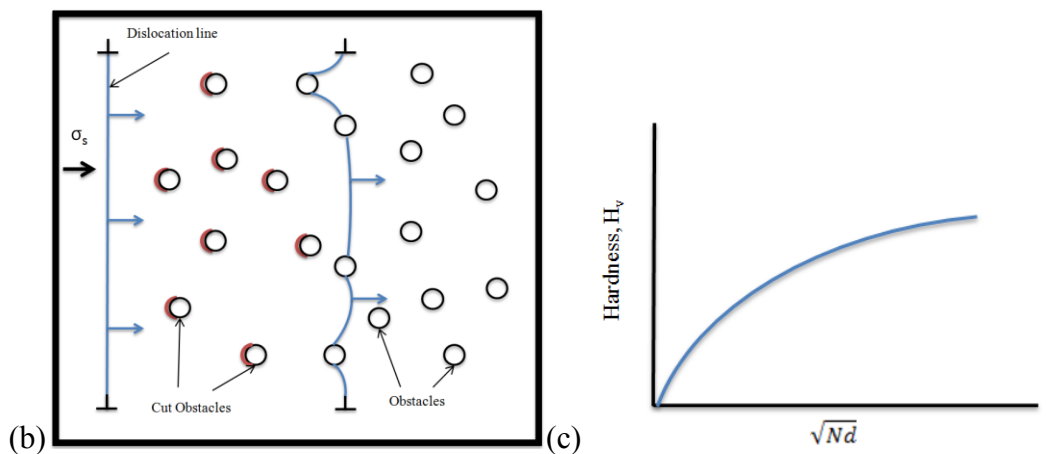 Dislocation line
σs
Cut Obstacles
Obstacles
(b)
Hardness, Hv
√Nd
(c)